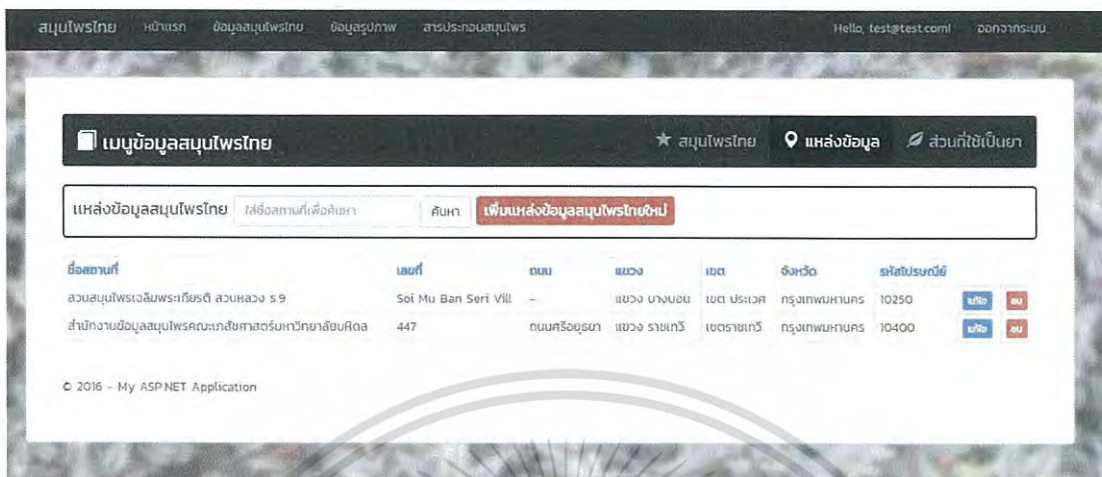 สมุนไพรไทย หน้าแรก ข้อมูลสมุนไพรไทย ข้อมูลรูปภาพ สารประกอบสมุนไพร Hello, test@test.com! ออกจากระบบ
เมนูข้อมูลสมุนไพรไทย สมุนไพรไทย แหล่งข้อมูล ส่วนที่ใช้เป็นยา
แหล่งข้อมูลสมุนไพรไทย ใส่ชื่อสถานที่เพื่อค้นหา ค้นหา เพิ่มแหล่งข้อมูลสมุนไพรไทยใหม่
ชื่อสถานที่ เลขที่ ถนน แขวง เขต จังหวัด รหัสไปรษณีย์
สวนสมุนไพรเฉลิมพระเกียรติ สวนหลวง ร.9 Soi Mu Ban Seri Vill - แขวง บางบอน เขต ประเวศ กรุงเทพมหานคร 10250 แก้ไข ลบ
สำนักงานข้อมูลสมุนไพรคณะเภสัชศาสตร์มหาวิทยาลัยมหิดล 447 ถนนศรีอยุธยา แขวง ราชเทวี เขตราชเทวี กรุงเทพมหานคร 10400 แก้ไข ลบ
© 2016 - My ASP.NET Application